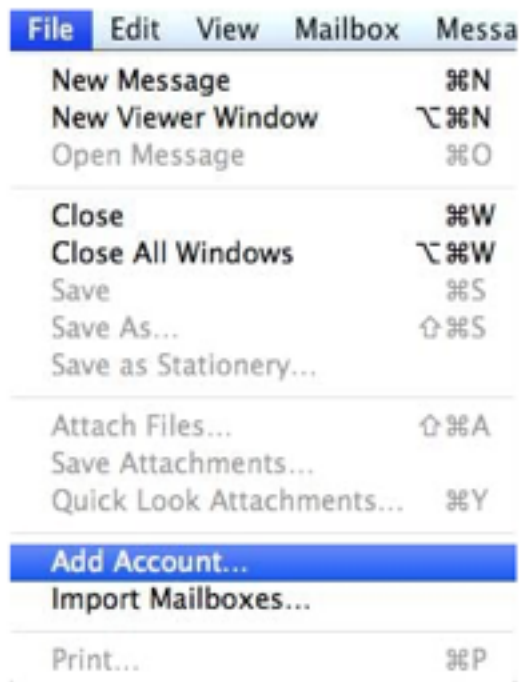 File Edit View Mailbox Messa
New Message ⌘N
New Viewer Window ⌥⌘N
Open Message ⌘O
Close ⌘W
Close All Windows ⌥⌘W
Save ⌘S
Save As... ⇧⌘S
Save as Stationery...
Attach Files... ⇧⌘A
Save Attachments...
Quick Look Attachments... ⌘Y
Add Account...
Import Mailboxes...
Print... ⌘P